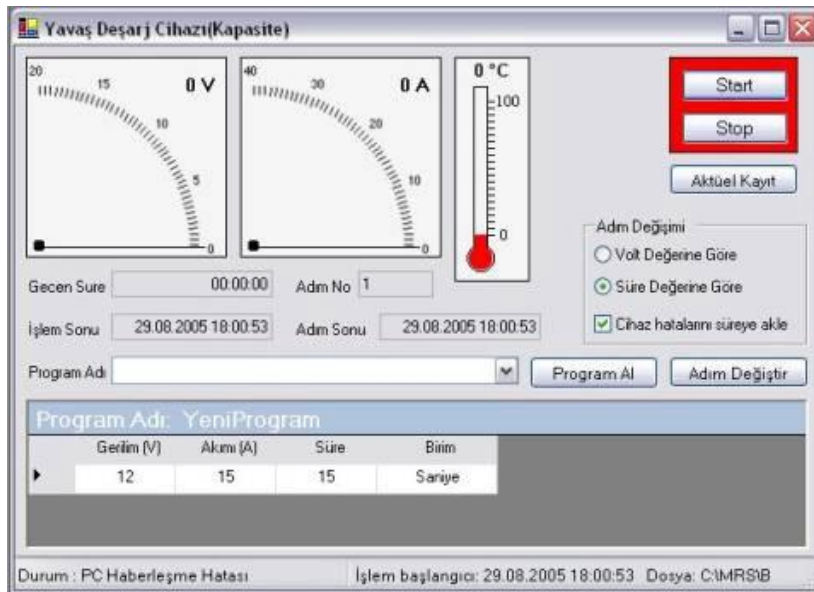 Yavaş Deşarj Cihazı(Kapasite)
20
15
10
5
0
0 V
40
30
20
10
0
0 A
0 °C
100
0
Start
Stop
Aktüel Kayıt
Adım Değişimi
Volt Değerine Göre
Süre Değerine Göre
Cihaz hatalarını süreye akle
Gecen Sure 00:00:00 Adım No 1
İşlem Sonu 29.08.2005 18:00:53 Adım Sonu 29.08.2005 18:00:53
Program Adı Program Al Adım Değiştir
Program Adı: YeniProgram
Gerilim (V) Akımı (A) Süre Birim
12 15 15 Saniye
Durum : PC Haberleşme Hatası İşlem başlangıcı: 29.08.2005 18:00:53 Dosya: C:\MRS\B